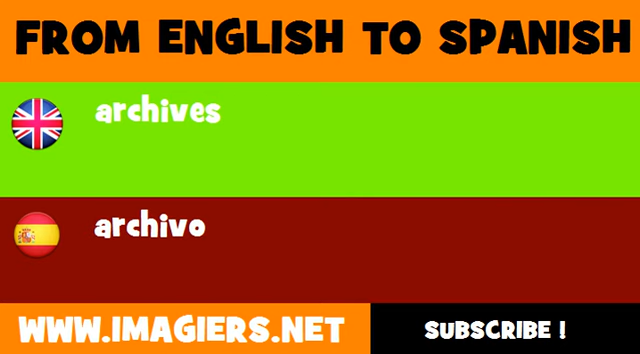 FROM ENGLISH TO SPANISH
archives
archivo
WWW.IMAGIERS.NET
SUBSCRIBE !